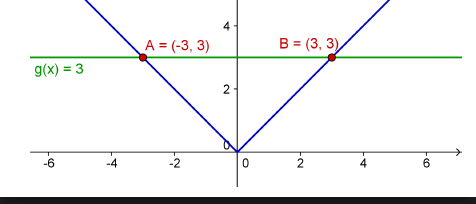 4
A = (-3, 3)
B = (3, 3)
g(x) = 3
2
0
-6 -4 -2 0 2 4 6